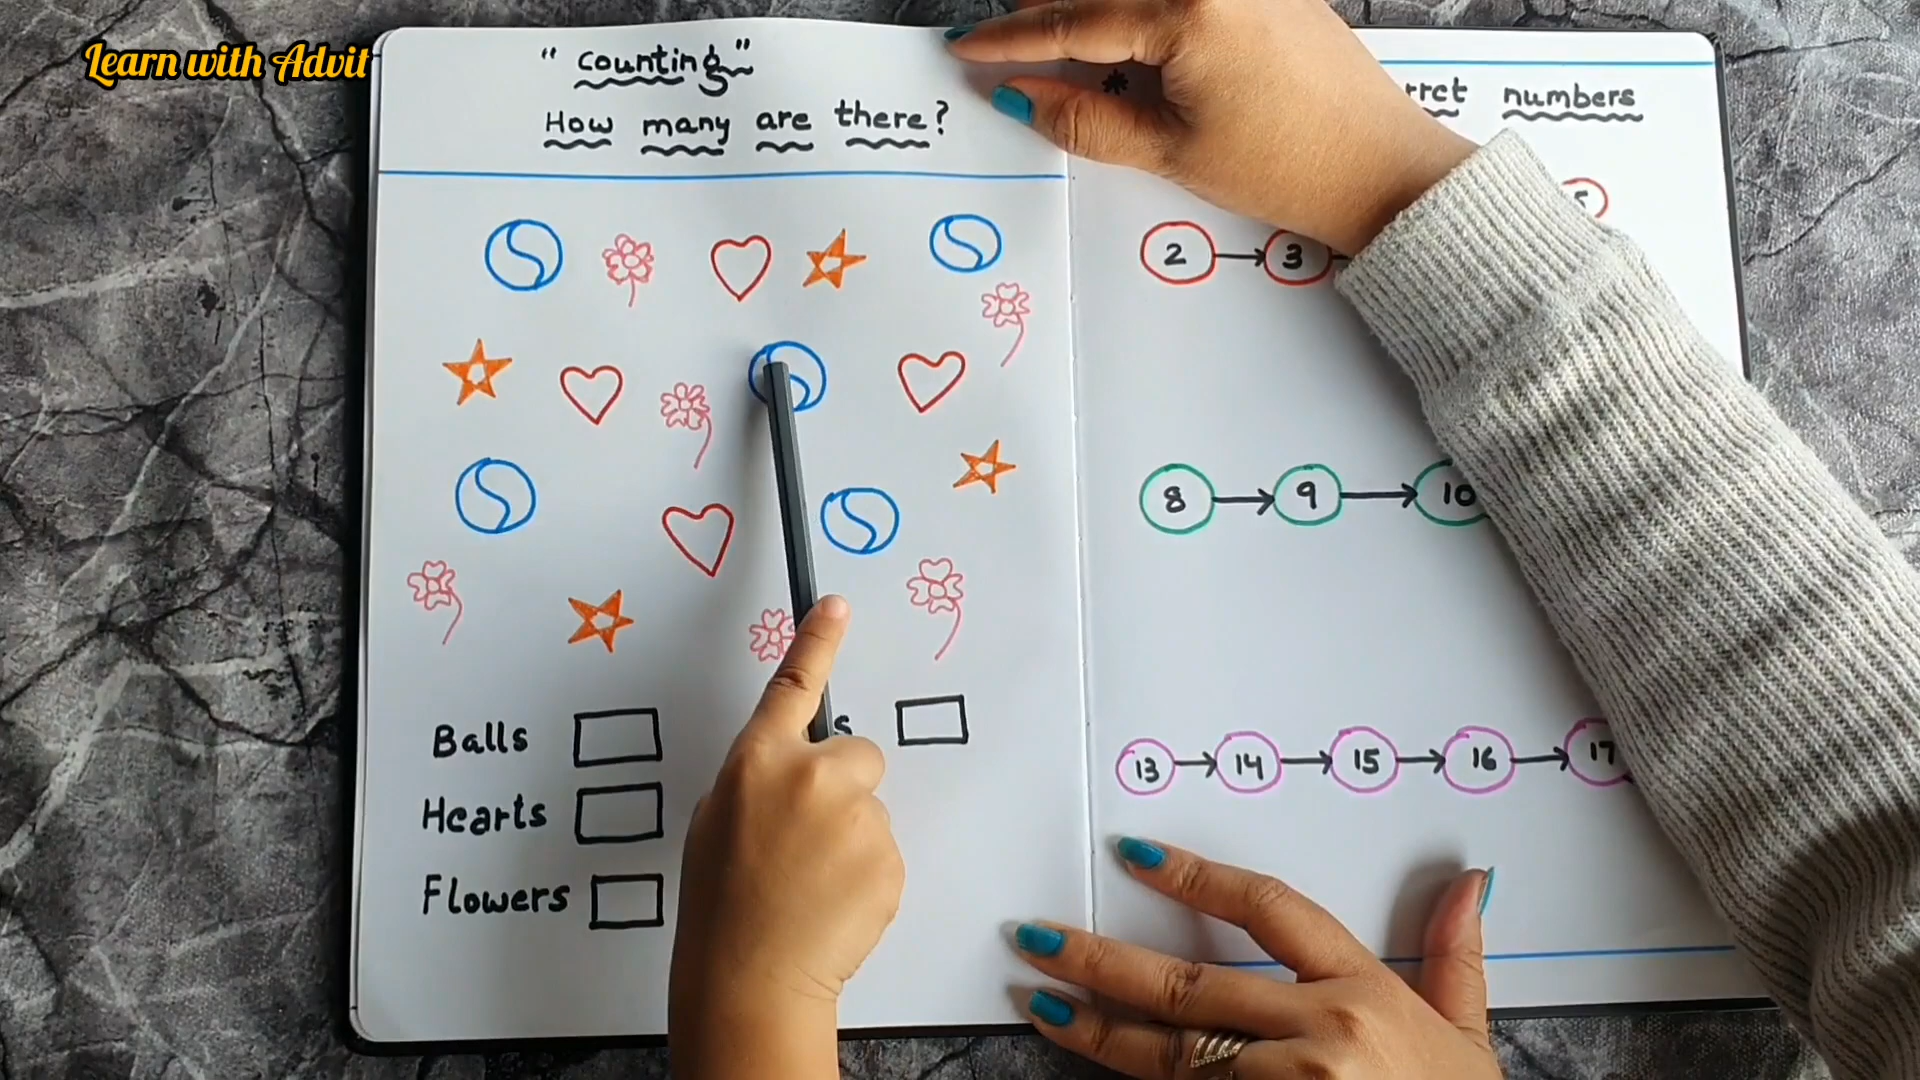 Learn with Advit
"Counting"
How many are there?
Balls
Hearts
Flowers
* numbers
2 3
8 9 10
13 14 15 16 17